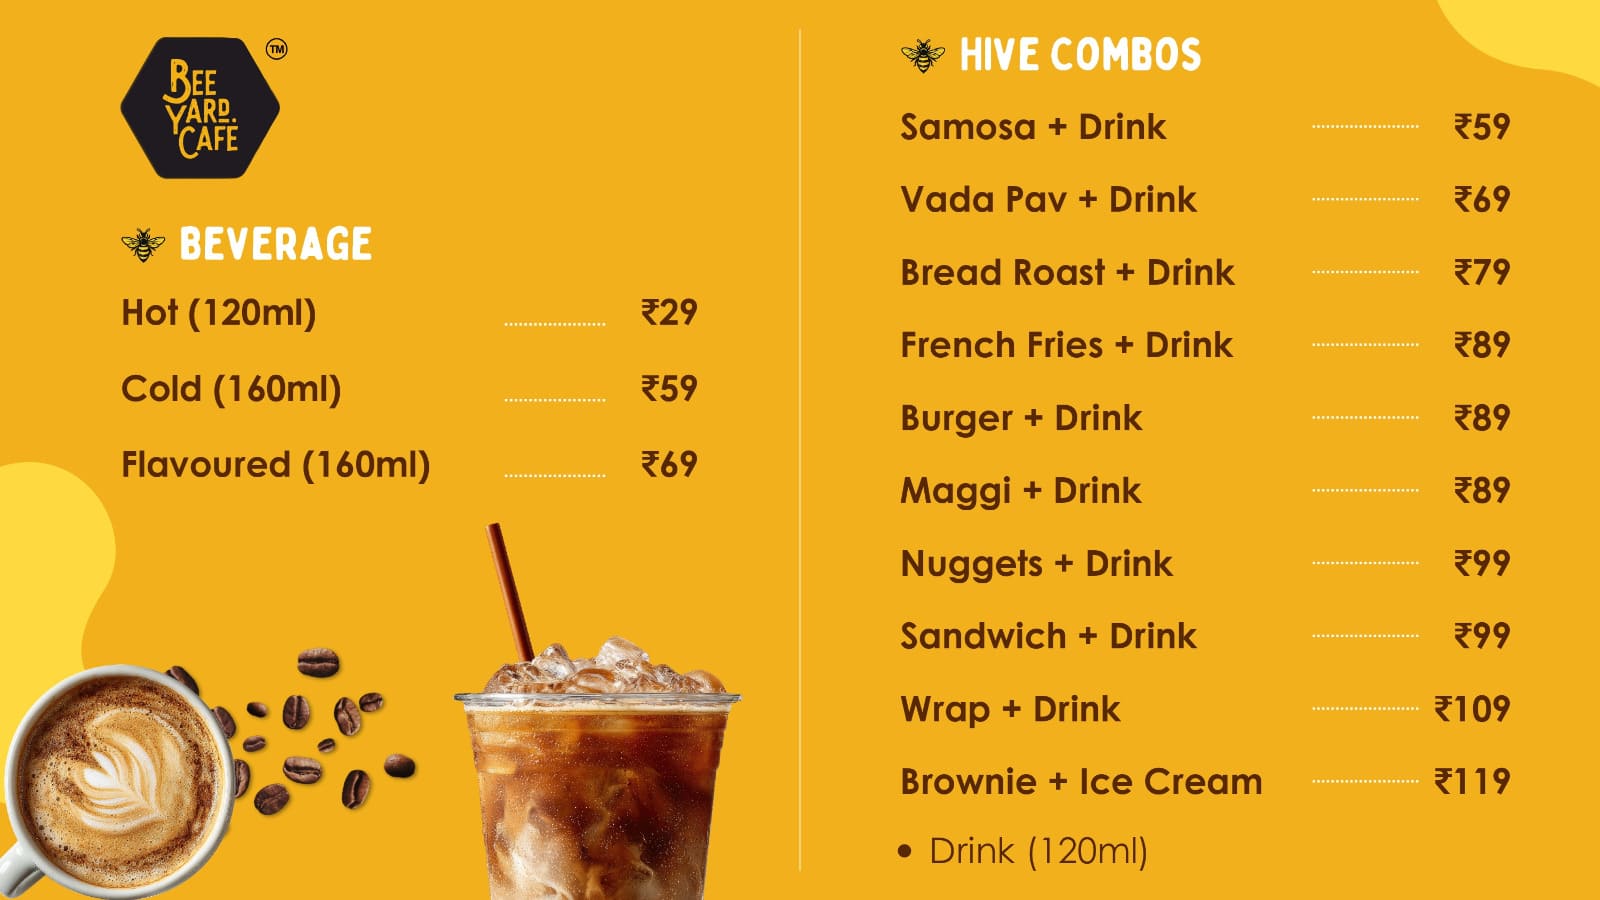 BEE
YARD.
CAFE
TM
BEVERAGE
Hot (120ml) ₹29
Cold (160ml) ₹59
Flavoured (160ml) ₹69
HIVE COMBOS
Samosa + Drink ₹59
Vada Pav + Drink ₹69
Bread Roast + Drink ₹79
French Fries + Drink ₹89
Burger + Drink ₹89
Maggi + Drink ₹89
Nuggets + Drink ₹99
Sandwich + Drink ₹99
Wrap + Drink ₹109
Brownie + Ice Cream ₹119
• Drink (120ml)